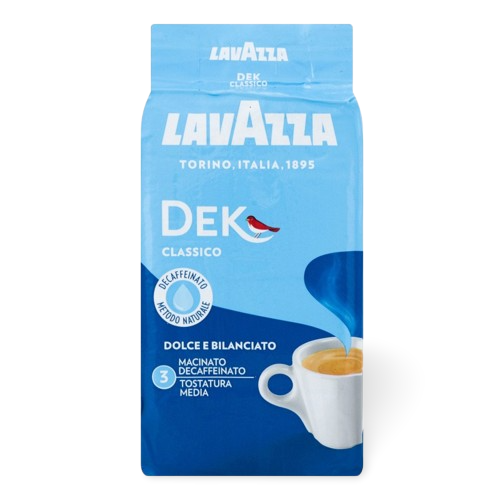 LAVAZZA
DEK
CLASSICO
LAVAZZA
TORINO, ITALIA, 1895
DEK
CLASSICO
DECAFFEINATO
METODO NATURALE
DOLCE E BILANCIATO
3
MACINATO
DECAFFEINATO
TOSTATURA
MEDIA